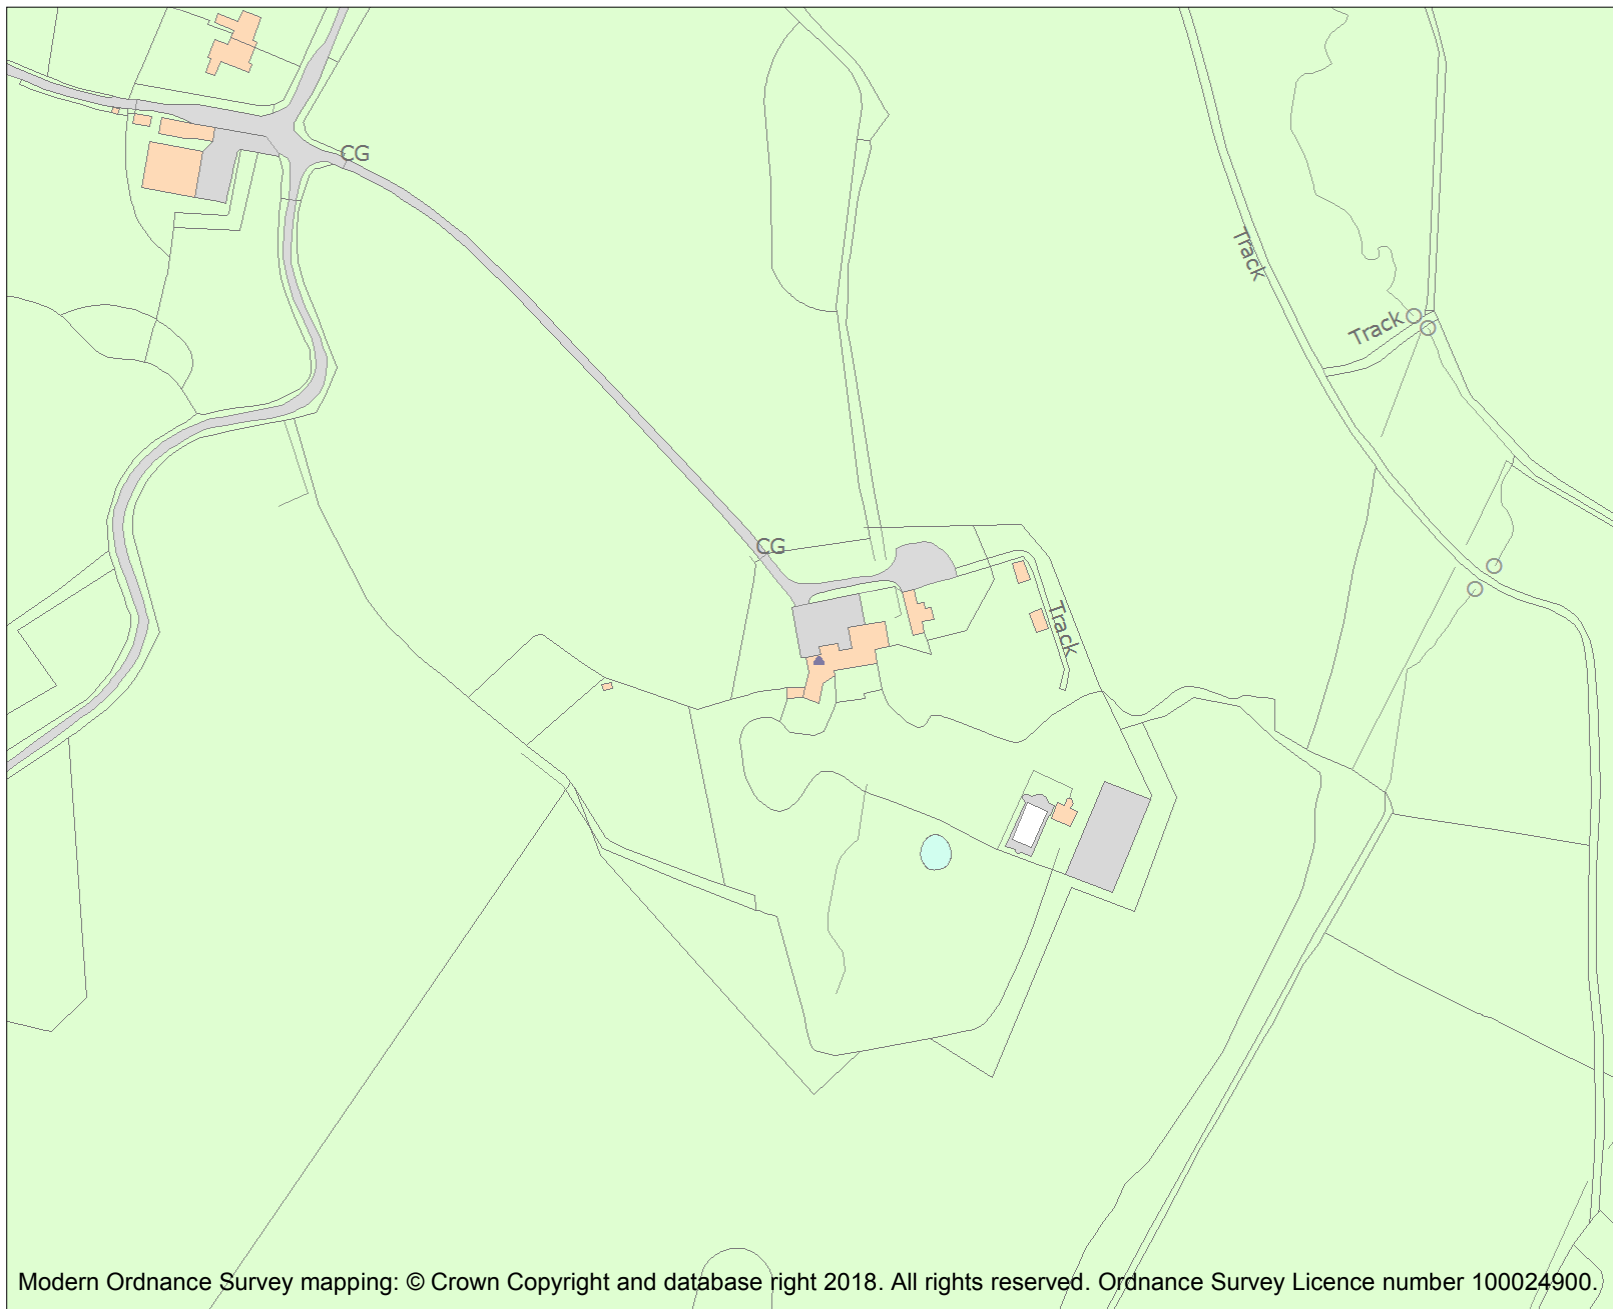 CG
Track
Track
CG
Track
Modern Ordnance Survey mapping: © Crown Copyright and database right 2018. All rights reserved. Ordnance Survey Licence number 100024900.